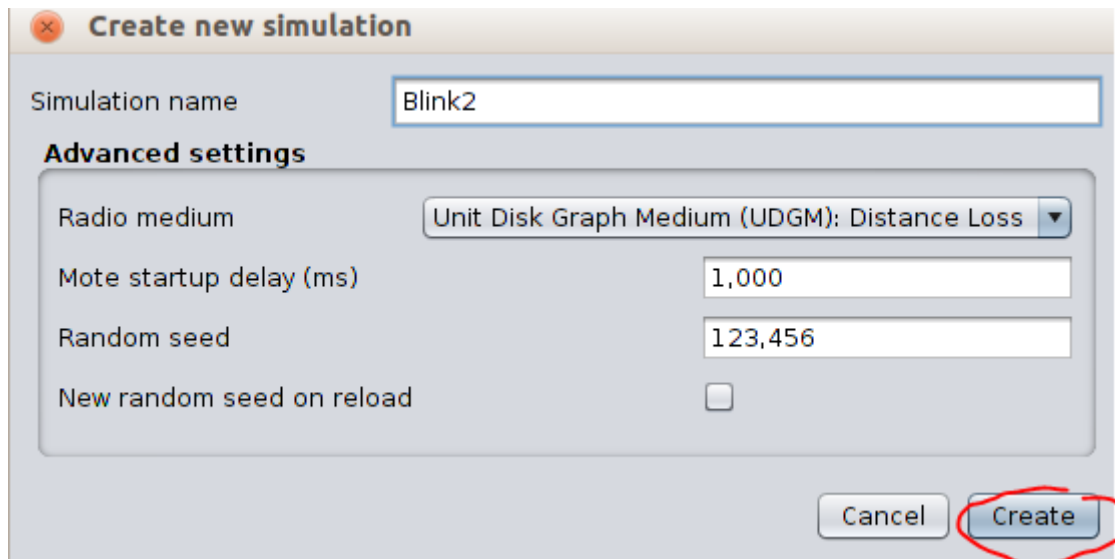 Create new simulation
Simulation name Blink2
Advanced settings
Radio medium Unit Disk Graph Medium (UDGM): Distance Loss
Mote startup delay (ms) 1,000
Random seed 123,456
New random seed on reload
Cancel Create